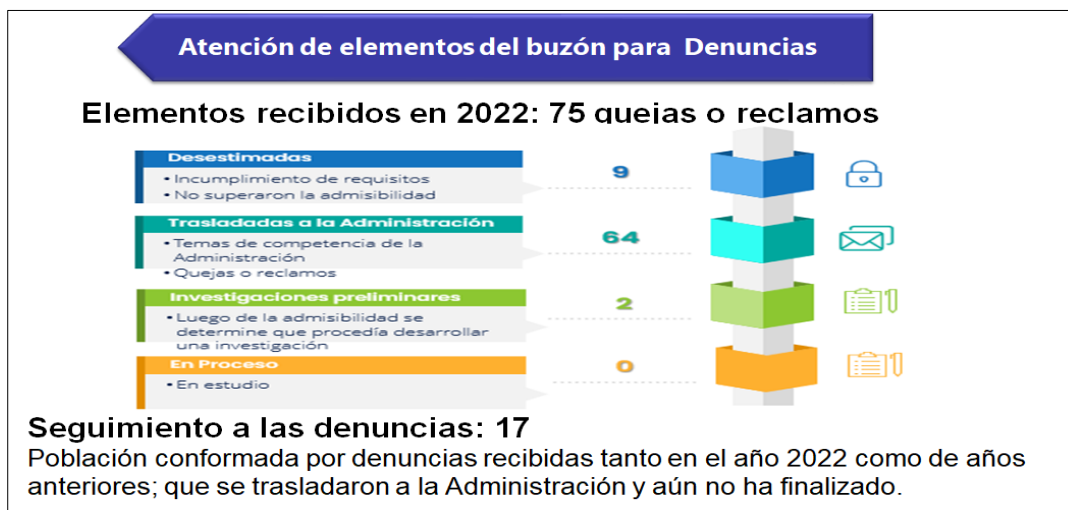 Atención de elementos del buzón para Denuncias
Elementos recibidos en 2022: 75 quejas o reclamos
Desestimadas
• Incumplimiento de requisitos
• No superaron la admisibilidad
9
Trasladadas a la Administración
• Temas de competencia de la
Administración
• Quejas o reclamos
64
Investigaciones preliminares
• Luego de la admisibilidad se
determine que procedía desarrollar
una investigación
2
En Proceso
• En estudio
0
Seguimiento a las denuncias: 17
Población conformada por denuncias recibidas tanto en el año 2022 como de años
anteriores; que se trasladaron a la Administración y aún no ha finalizado.